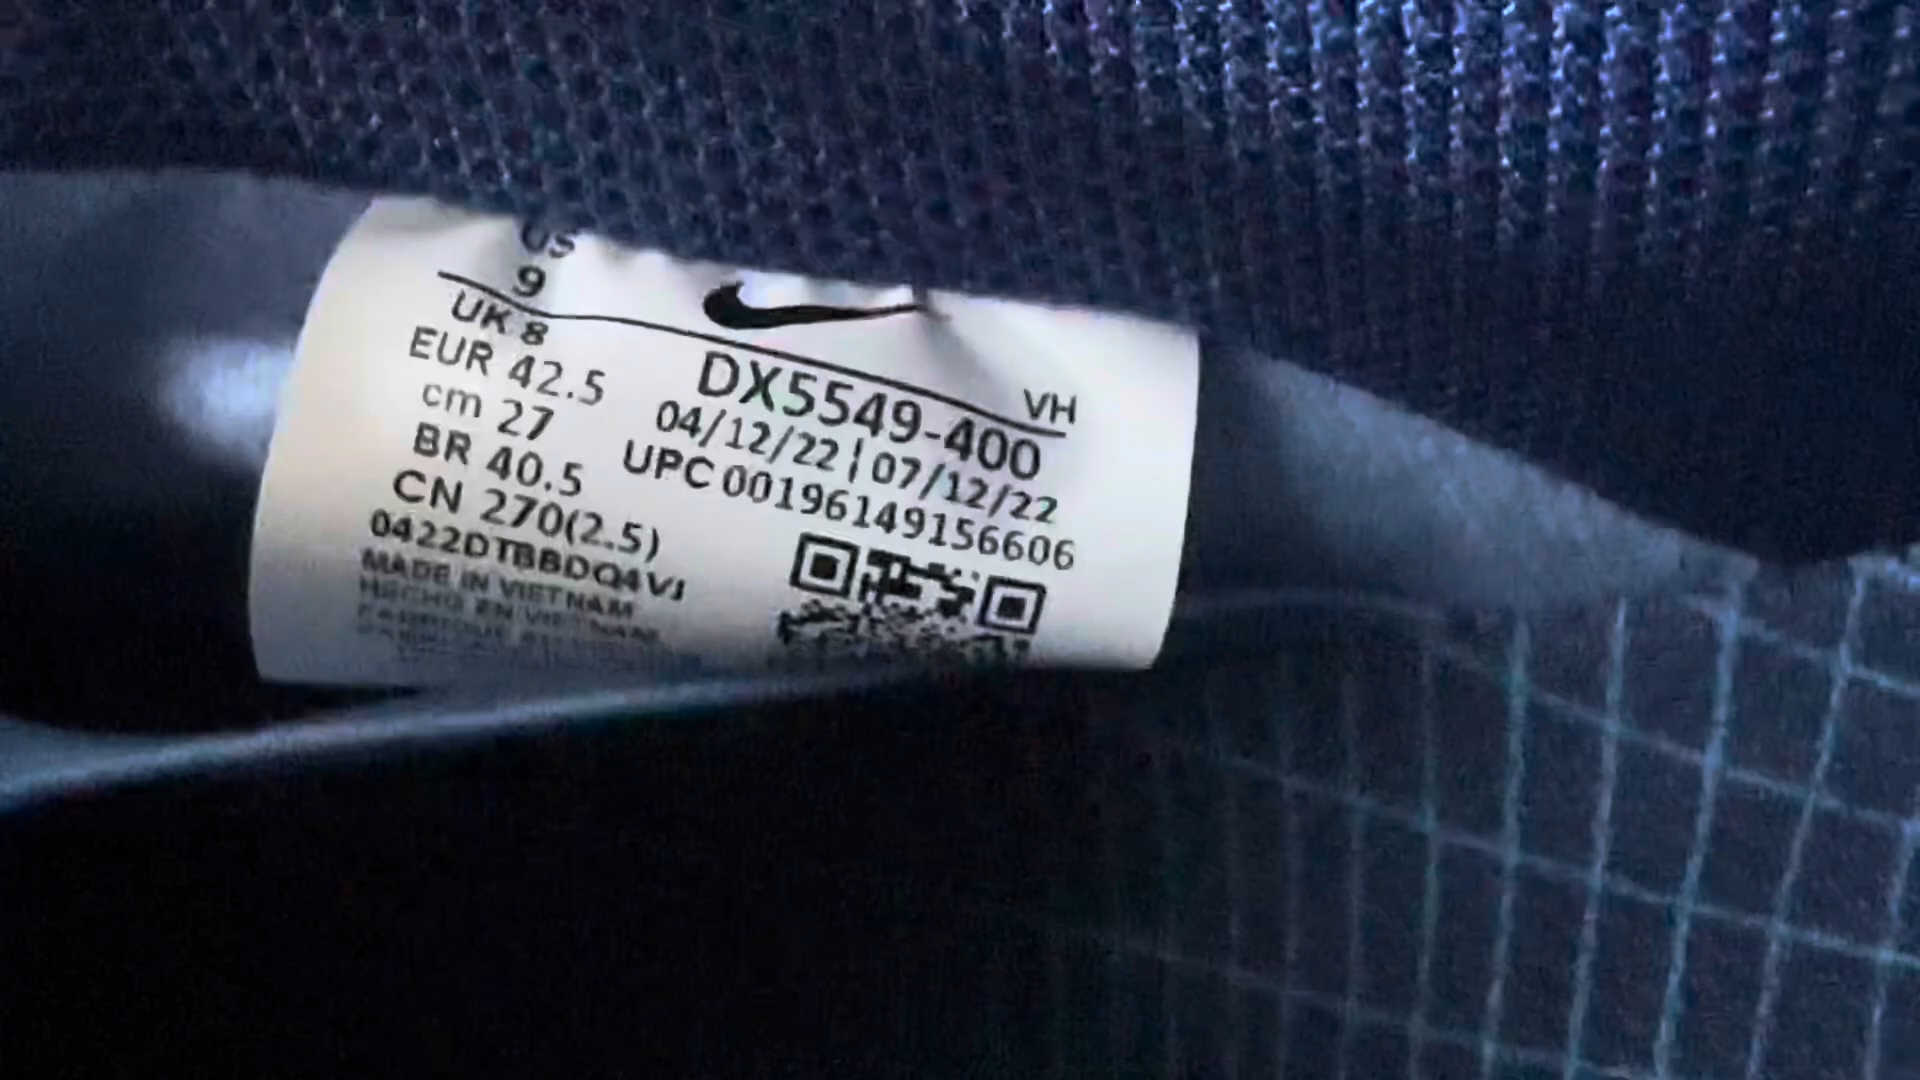 US
9
UK 8
EUR 42.5
cm 27
BR 40.5
CN 270(2.5)
0422DTBBDQ4VJ
MADE IN VIETNAM
HECHO EN VIETNAM
VH
DX5549-400
04/12/22 | 07/12/22
UPC 00196149156606